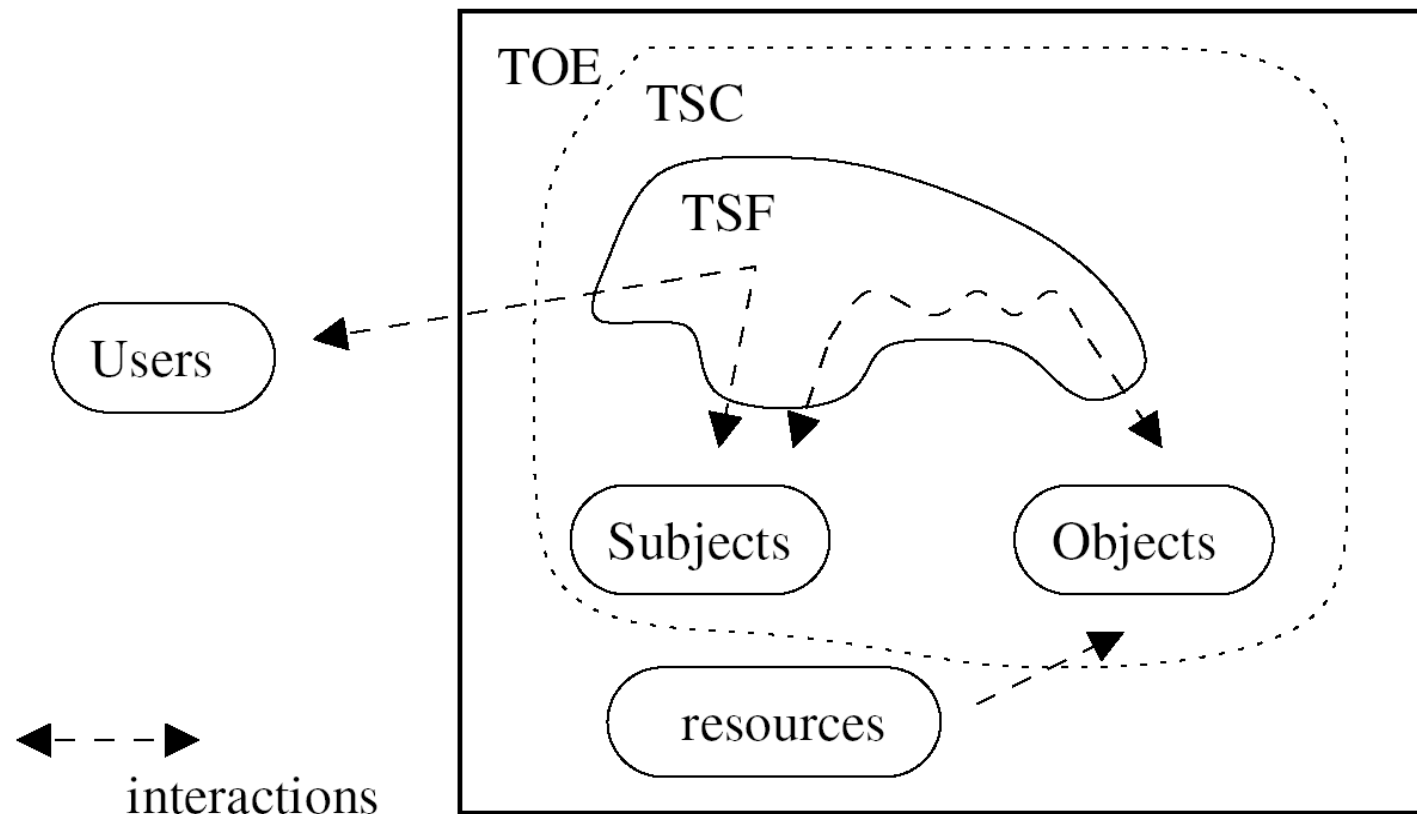 TOE
TSC
TSF
Users
Subjects
Objects
resources
interactions